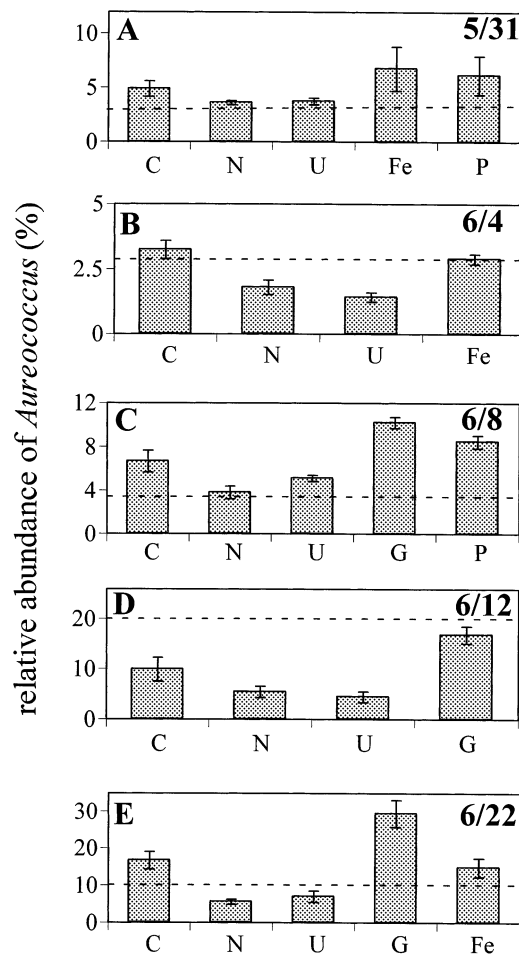 relative abundance of Aureococcus (%)
A 5/31
10
5
0
C N U Fe P
B 6/4
5
2.5
0
C N U Fe
C 6/8
12
8
4
0
C N U G P
D 6/12
20
10
0
C N U G
E 6/22
30
20
10
0
C N U G Fe